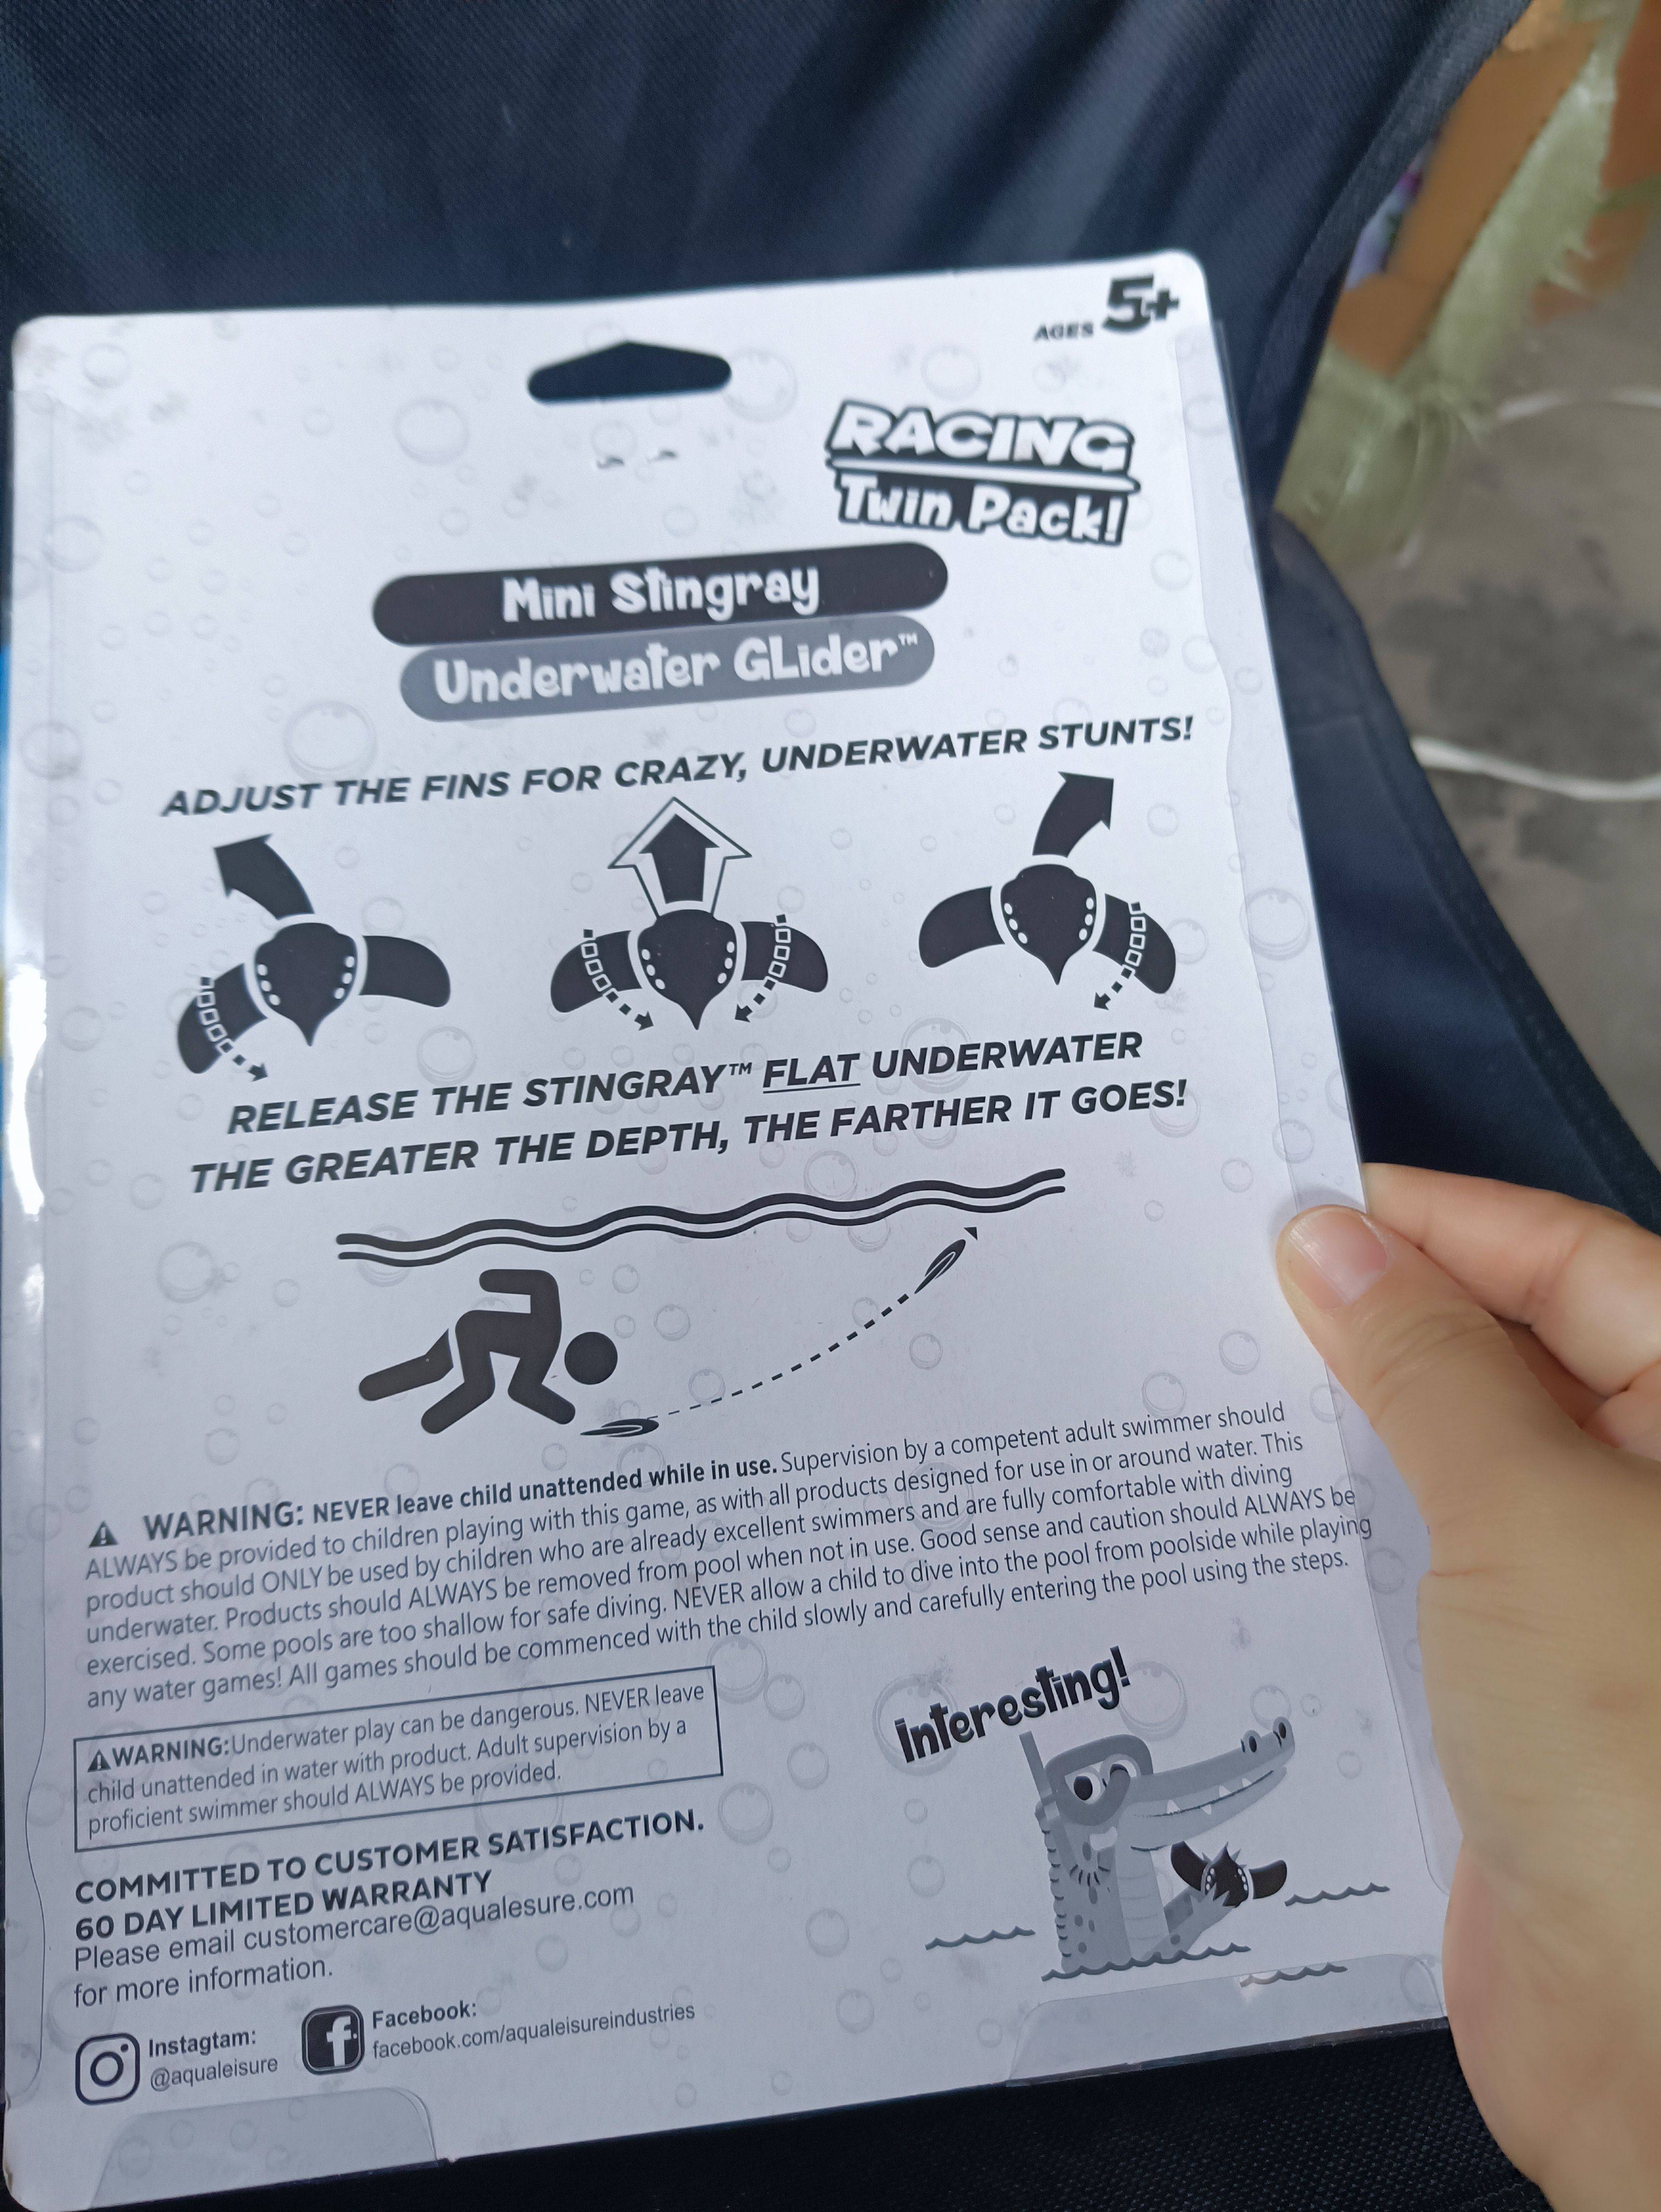 AGES 5+
RACING
Twin Pack!
Mini Stingray
Underwater GLider™
ADJUST THE FINS FOR CRAZY, UNDERWATER STUNTS!
RELEASE THE STINGRAY™ FLAT UNDERWATER
THE GREATER THE DEPTH, THE FARTHER IT GOES!
⚠ WARNING: NEVER leave child unattended while in use. Supervision by a competent adult swimmer should
ALWAYS be provided to children playing with this game, as with all products designed for use in or around water. This
product should ONLY be used by children who are already excellent swimmers and are fully comfortable with diving
underwater. Products should ALWAYS be removed from pool when not in use. Good sense and caution should ALWAYS be
exercised. Some pools are too shallow for safe diving. NEVER allow a child to dive into the pool from poolside while playing
any water games! All games should be commenced with the child slowly and carefully entering the pool using the steps.
⚠WARNING:Underwater play can be dangerous. NEVER leave
child unattended in water with product. Adult supervision by a
proficient swimmer should ALWAYS be provided.
Interesting!
COMMITTED TO CUSTOMER SATISFACTION.
60 DAY LIMITED WARRANTY
Please email customercare@aqualesure.com
for more information.
Instagtam:
@aqualeisure
Facebook:
facebook.com/aqualeisureindustries